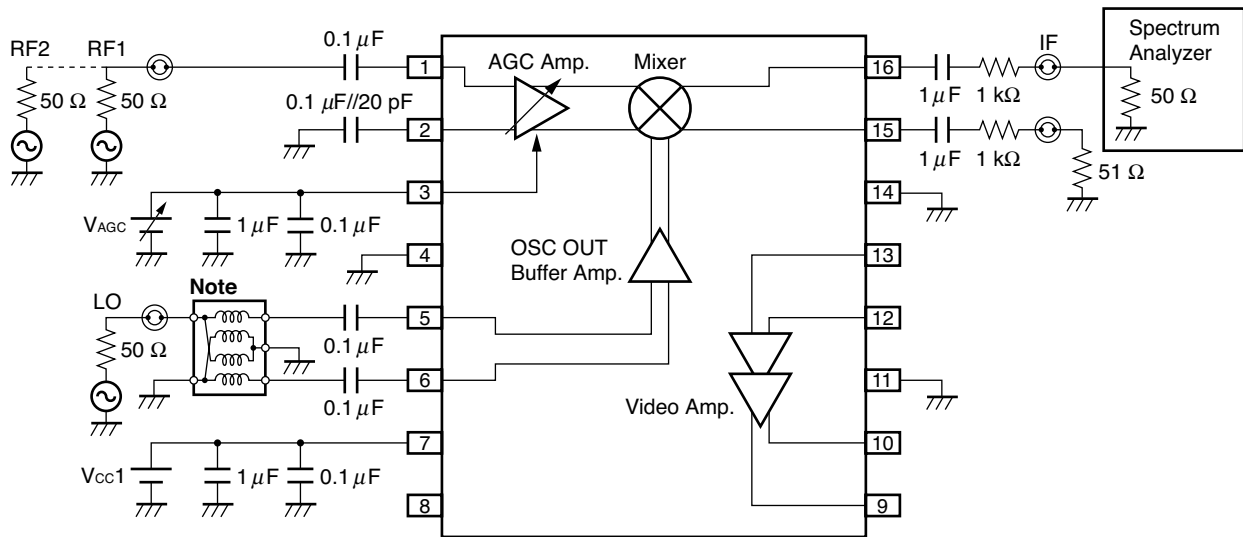 RF2
RF1
0.1 μF
1
AGC Amp.
Mixer
16
IF
Spectrum
Analyzer
50 Ω
50 Ω
0.1 μF//20 pF
2
1 μF
1 kΩ
50 Ω
15
1 μF
1 kΩ
51 Ω
3
14
VAGC
1 μF
0.1 μF
4
OSC OUT
Buffer Amp.
13
LO
Note
50 Ω
5
0.1 μF
12
6
0.1 μF
11
Video Amp.
7
10
VCC1
1 μF
0.1 μF
8
9